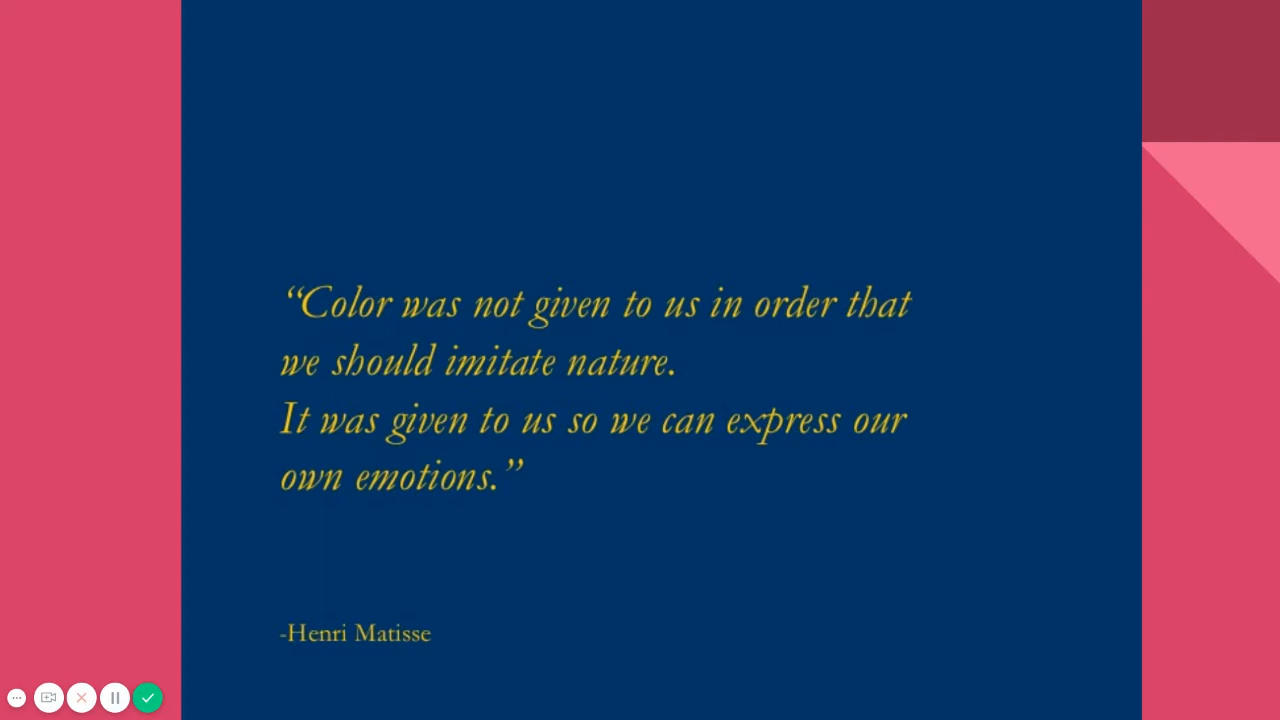 “Color was not given to us in order that
we should imitate nature.
It was given to us so we can express our
own emotions.”
-Henri Matisse